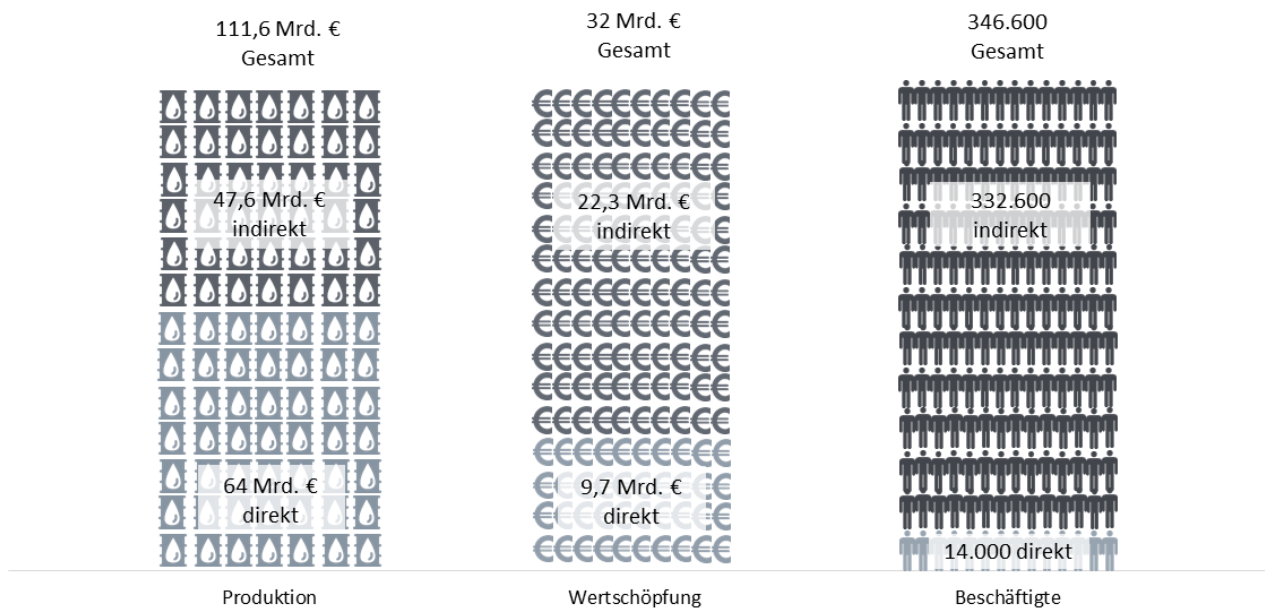 111,6 Mrd. €
Gesamt
32 Mrd. €
Gesamt
346.600
Gesamt
47,6 Mrd. €
indirekt
22,3 Mrd. €
indirekt
332.600
indirekt
64 Mrd. €
direkt
9,7 Mrd. €
direkt
14.000 direkt
Produktion
Wertschöpfung
Beschäftigte